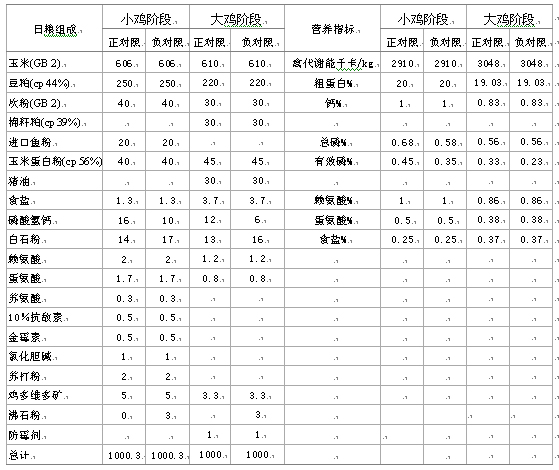 日粮组成 小鸡阶段 大鸡阶段 营养指标 小鸡阶段 大鸡阶段
正对限 负对限 正对限 负对限 正对限 负对限 正对限 负对限
玉米(GB 2) 606 606 610 610 禽代谢能千卡/kg 2910 2910 3048 3048
豆粕(cp 44%) 250 250 220 220 粗蛋白% 20 20 19.03 19.03
次粉(GB 2) 40 40 30 30 钙% 1 1 0.83 0.83
棉籽粕(cp 39%) 30 30
进口鱼粉 20 20 总磷% 0.68 0.58 0.56 0.56
玉米蛋白粉(cp 56%) 40 40 45 45 有效磷% 0.45 0.35 0.33 0.23
猪油 30 30
食盐 1.3 1.3 3.7 3.7 赖氨酸% 1 1 0.86 0.86
磷酸氢钙 16 10 12 6 蛋氨酸% 0.5 0.5 0.38 0.38
白石粉 14 17 13 16 食盐% 0.25 0.25 0.37 0.37
赖氨酸 2 2 1.2 1.2
蛋氨酸 1.7 1.7 0.8 0.8
苏氨酸 0.3 0.3
10%抗敌素 0.5 0.5
金霉素 0.5 0.5
氯化胆碱 1 1
苏打粉 2 2
鸡多维多矿 5 5 3.3 3.3
沸石粉 0 3 3
防霉剂 1 1
总计 1000.3 1000.3 1000 1000